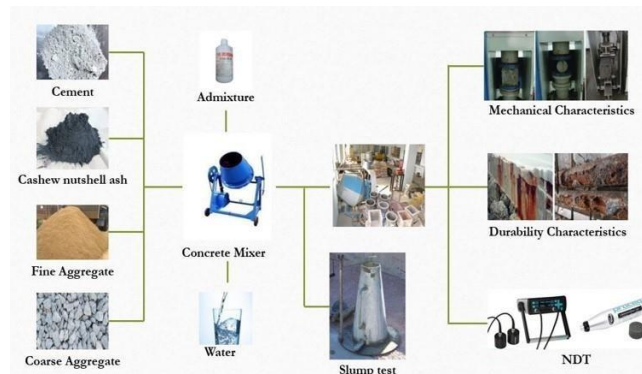 Cement
Cashew nutshell ash
Fine Aggregate
Coarse Aggregate
Admixture
Concrete Mixer
Water
Slump test
Mechanical Characteristics
Durability Characteristics
NDT